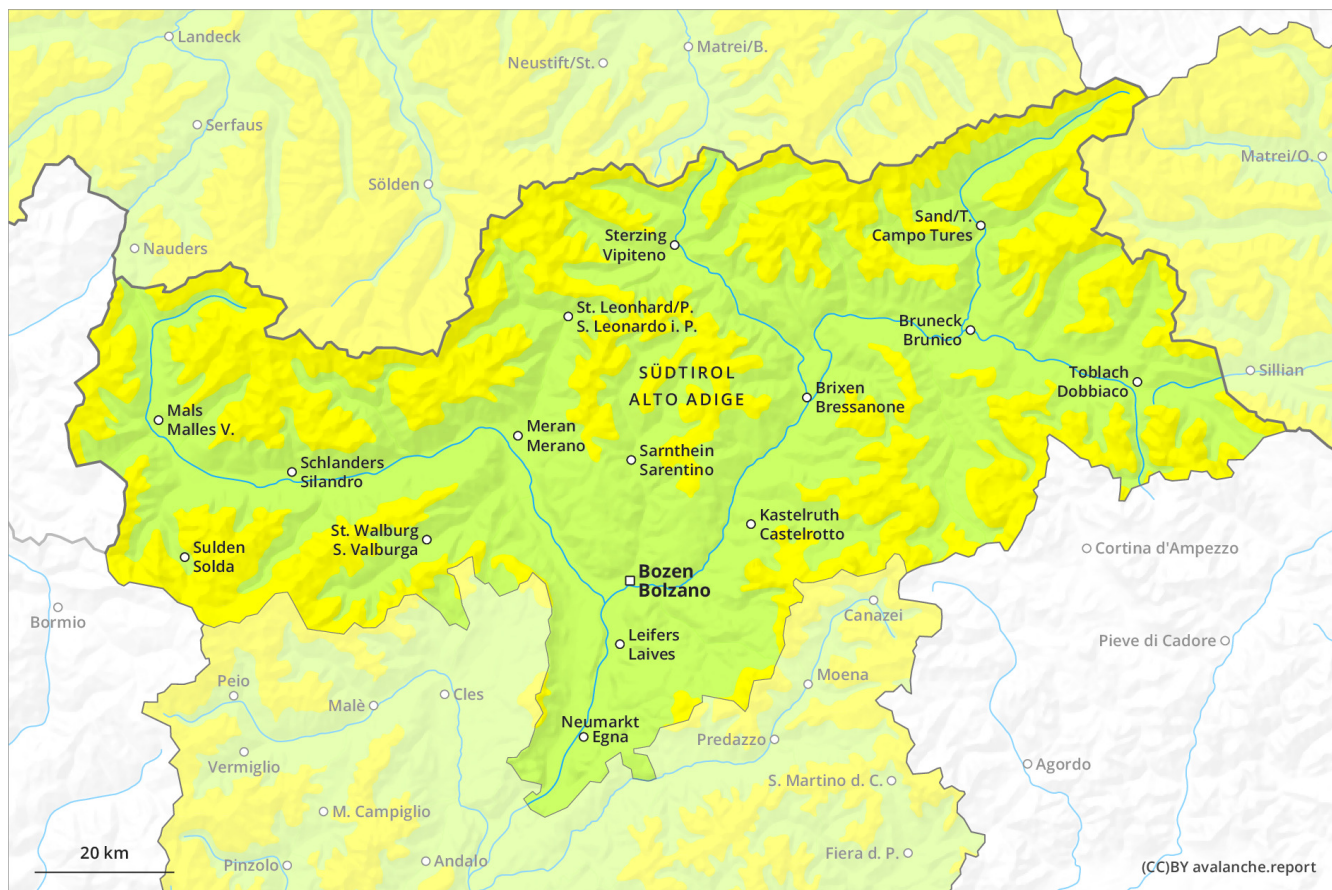 Landeck
Matrei/B.
Neustift/St.
Serfaus
Matrei/O.
Sölden
Sand/T.
Campo Tures
Sterzing
Vipiteno
Nauders
St. Leonhard/P.
S. Leonardo i. P.
Bruneck
Brunico
SÜDTIROL
ALTO ADIGE
Toblach
Dobbiaco
Sillian
Brixen
Bressanone
Mals
Malles V.
Meran
Merano
Sarnthein
Sarentino
Schlanders
Silandro
Kastelruth
Castelrotto
St. Walburg
S. Valburga
Sulden
Solda
Cortina d'Ampezzo
Bozen
Bolzano
Bormio
Canazei
Leifers
Laives
Pieve di Cadore
Peio
Malè
Cles
Moena
Neumarkt
Egna
Predazzo
Vermiglio
Agordo
S. Martino d. C.
M. Campiglio
20 km
Pinzolo
Andalo
Fiera d. P.
(CC)BY avalanche.report